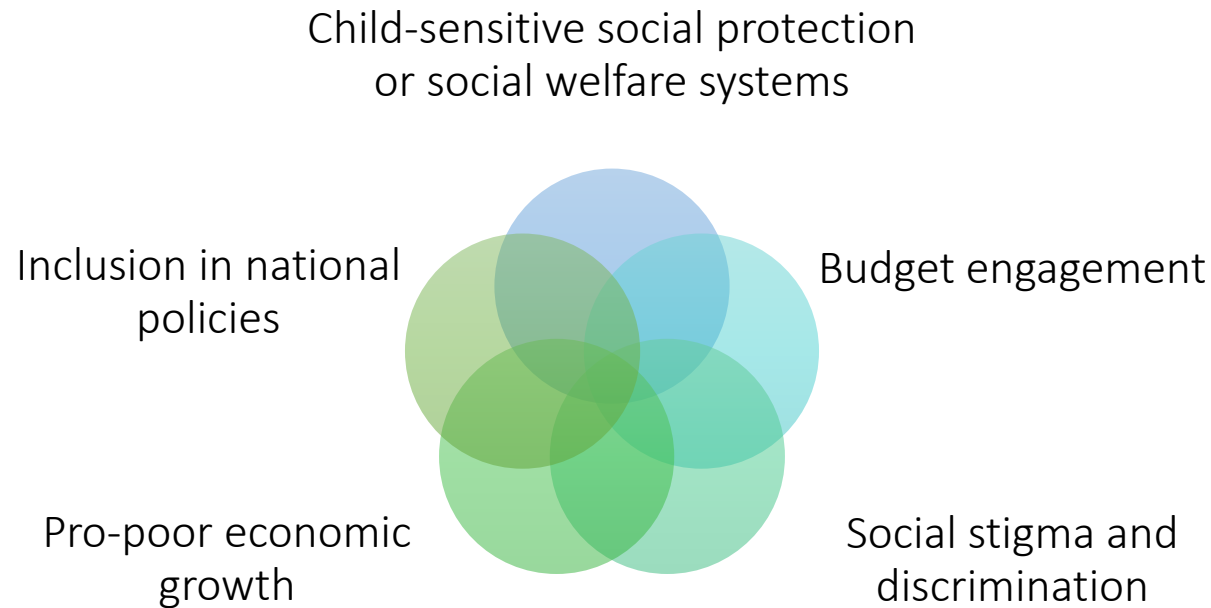 Child-sensitive social protection
or social welfare systems
Inclusion in national
policies
Budget engagement
Pro-poor economic
growth
Social stigma and
discrimination